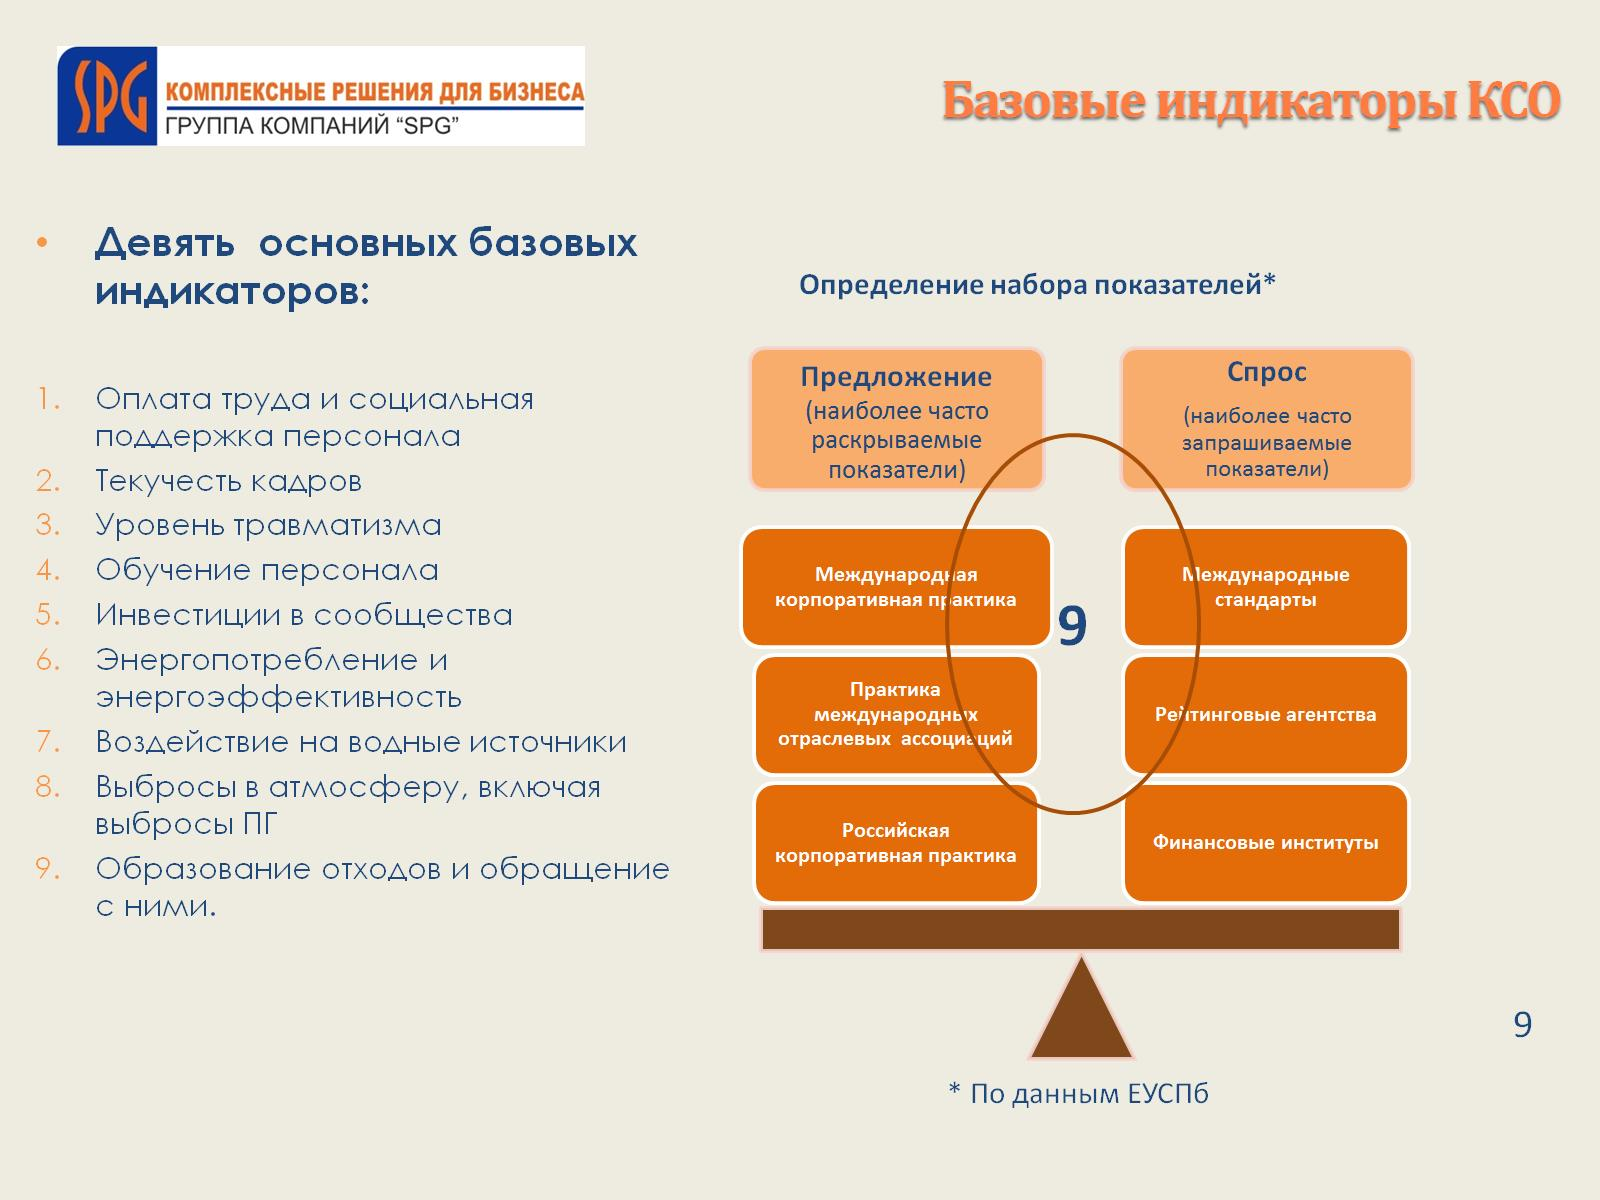 SPG
КОМПЛЕКСНЫЕ РЕШЕНИЯ ДЛЯ БИЗНЕСА
ГРУППА КОМПАНИЙ “SPG”
Базовые индикаторы КСО
• Девять основных базовых
индикаторов:
1. Оплата труда и социальная
поддержка персонала
2. Текучесть кадров
3. Уровень травматизма
4. Обучение персонала
5. Инвестиции в сообщества
6. Энергопотребление и
энергоэффективность
7. Воздействие на водные источники
8. Выбросы в атмосферу, включая
выбросы ПГ
9. Образование отходов и обращение
с ними.
Определение набора показателей*
Предложение
(наиболее часто
раскрываемые
показатели)
Спрос
(наиболее часто
запрашиваемые
показатели)
Международная
корпоративная практика
9
Международные
стандарты
Практика
международных
отраслевых ассоциаций
Рейтинговые агентства
Российская
корпоративная практика
Финансовые институты
9
* По данным ЕУСПб